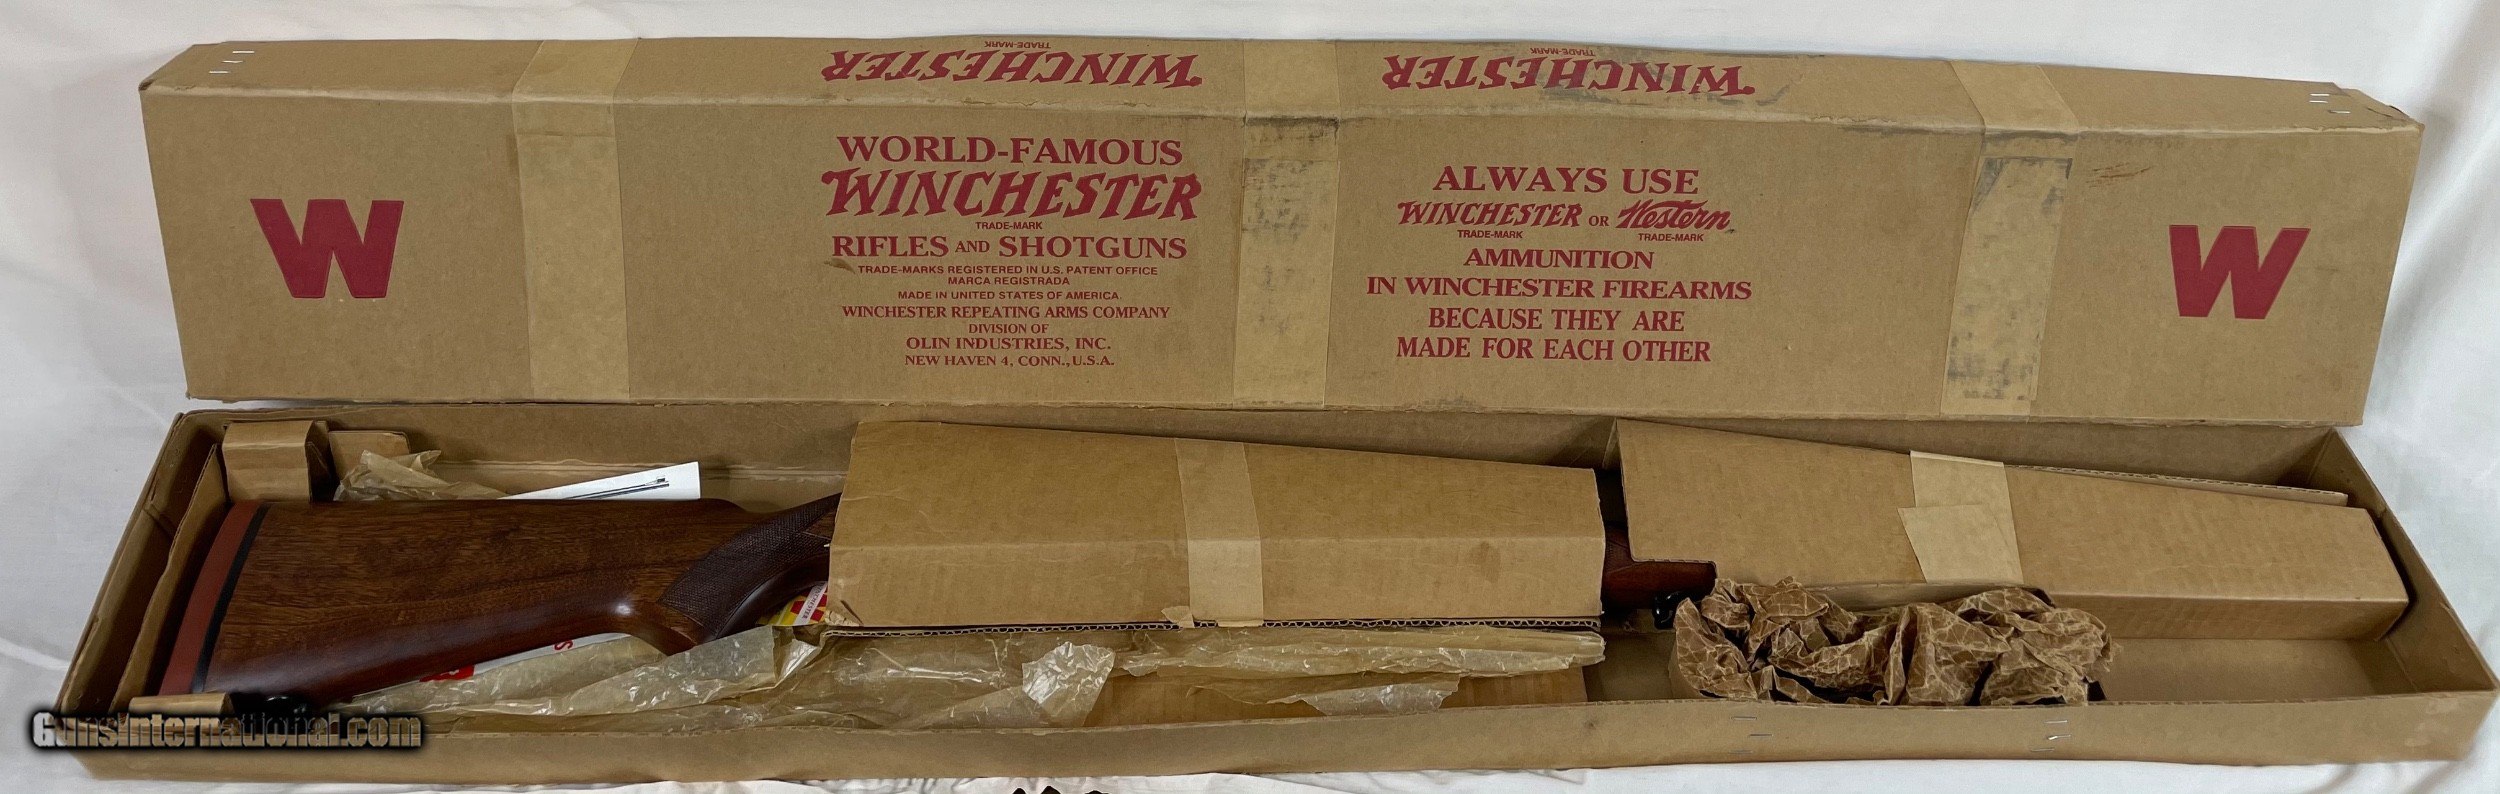 TRADE-MARK
WINCHESTER
TRADE-MARK
WINCHESTER
W
WORLD-FAMOUS
WINCHESTER
TRADE-MARK
RIFLES AND SHOTGUNS
TRADE-MARKS REGISTERED IN U.S. PATENT OFFICE
MARCA REGISTRADA
MADE IN UNITED STATES OF AMERICA.
WINCHESTER REPEATING ARMS COMPANY
DIVISION OF
OLIN INDUSTRIES, INC.
NEW HAVEN 4, CONN., U.S.A.
ALWAYS USE
WINCHESTER OR Western
TRADE-MARK TRADE-MARK
AMMUNITION
IN WINCHESTER FIREARMS
BECAUSE THEY ARE
MADE FOR EACH OTHER
W
GunsInternational.com